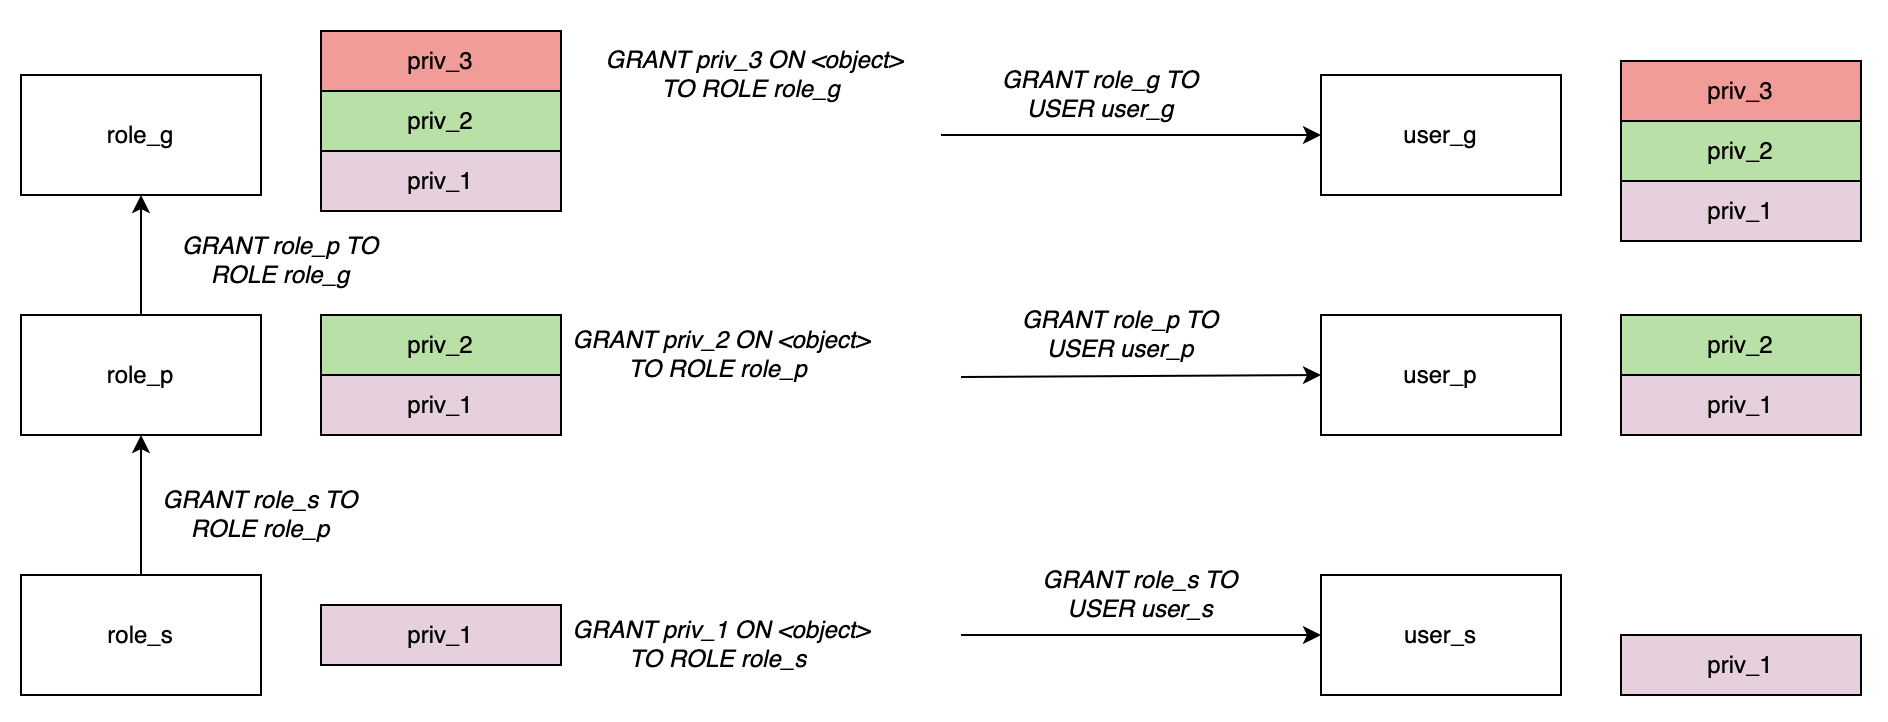 priv_3
GRANT priv_3 ON <object>
TO ROLE role_g
GRANT role_g TO
USER user_g
priv_3
role_g
priv_2
user_g
priv_2
priv_1
priv_1
GRANT role_p TO
ROLE role_g
role_p
priv_2
GRANT priv_2 ON <object>
TO ROLE role_p
GRANT role_p TO
USER user_p
user_p
priv_2
priv_1
priv_1
GRANT role_s TO
ROLE role_p
role_s
priv_1
GRANT priv_1 ON <object>
TO ROLE role_s
GRANT role_s TO
USER user_s
user_s
priv_1